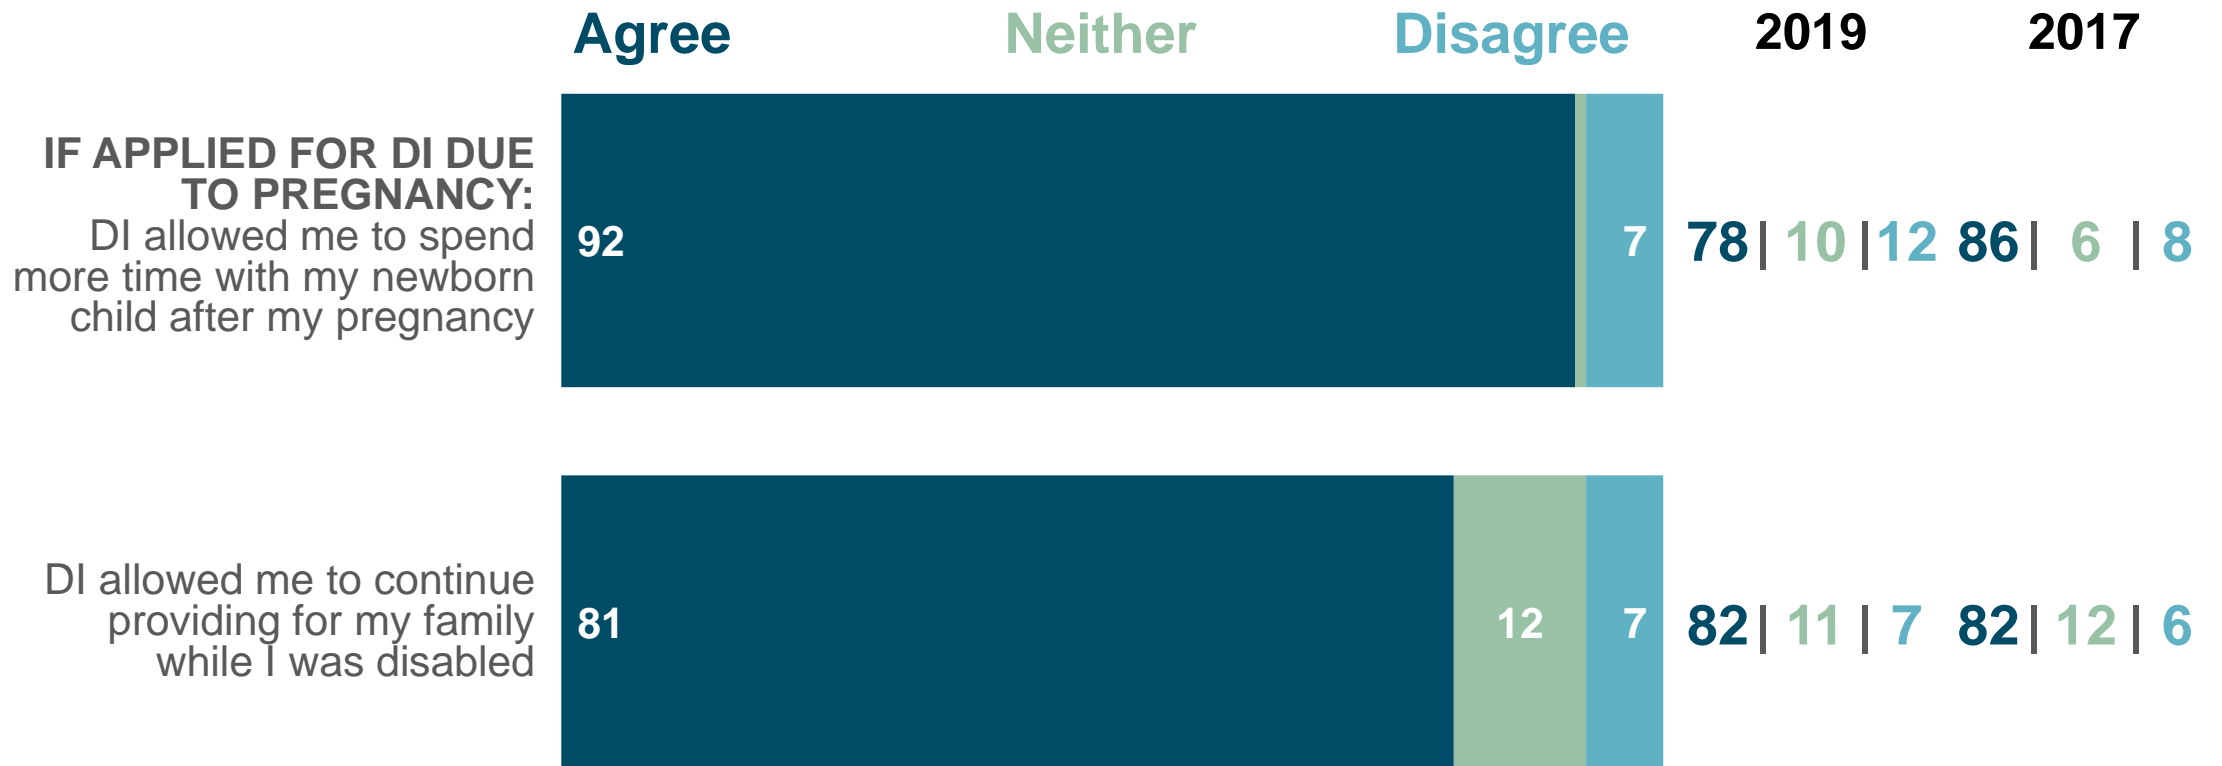 Agree Neither Disagree 2019 2017
IF APPLIED FOR DI DUE
TO PREGNANCY:
DI allowed me to spend
more time with my newborn
child after my pregnancy
92 7 78 | 10 | 12 86 | 6 | 8
DI allowed me to continue
providing for my family
while I was disabled
81 12 7 82 | 11 | 7 82 | 12 | 6